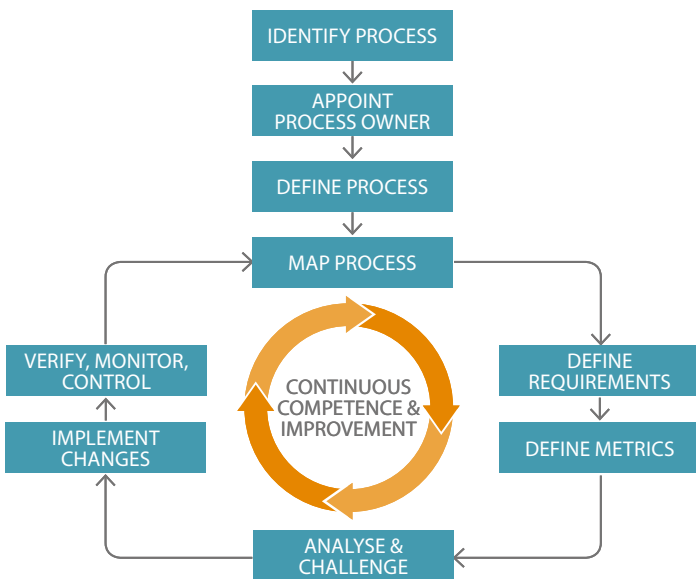 IDENTIFY PROCESS
APPOINT
PROCESS OWNER
DEFINE PROCESS
MAP PROCESS
DEFINE
REQUIREMENTS
DEFINE METRICS
ANALYSE &
CHALLENGE
IMPLEMENT
CHANGES
VERIFY, MONITOR,
CONTROL
CONTINUOUS
COMPETENCE &
IMPROVEMENT